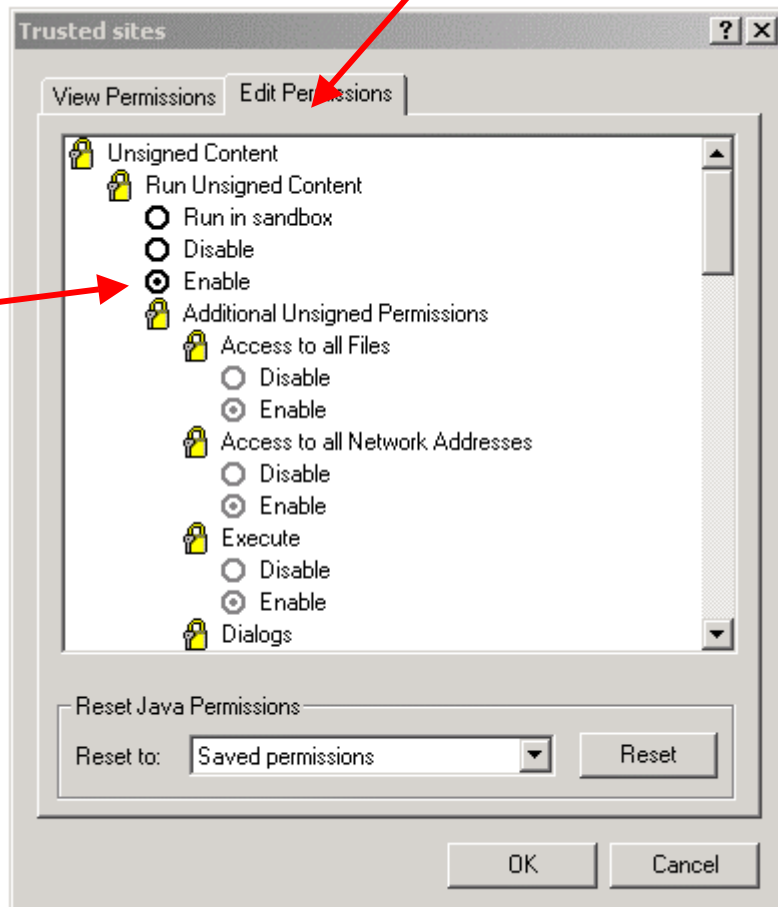 Trusted sites
View Permissions Edit Permissions
Unsigned Content
Run Unsigned Content
Run in sandbox
Disable
Enable
Additional Unsigned Permissions
Access to all Files
Disable
Enable
Access to all Network Addresses
Disable
Enable
Execute
Disable
Enable
Dialogs
Reset Java Permissions
Reset to: Saved permissions Reset
OK Cancel